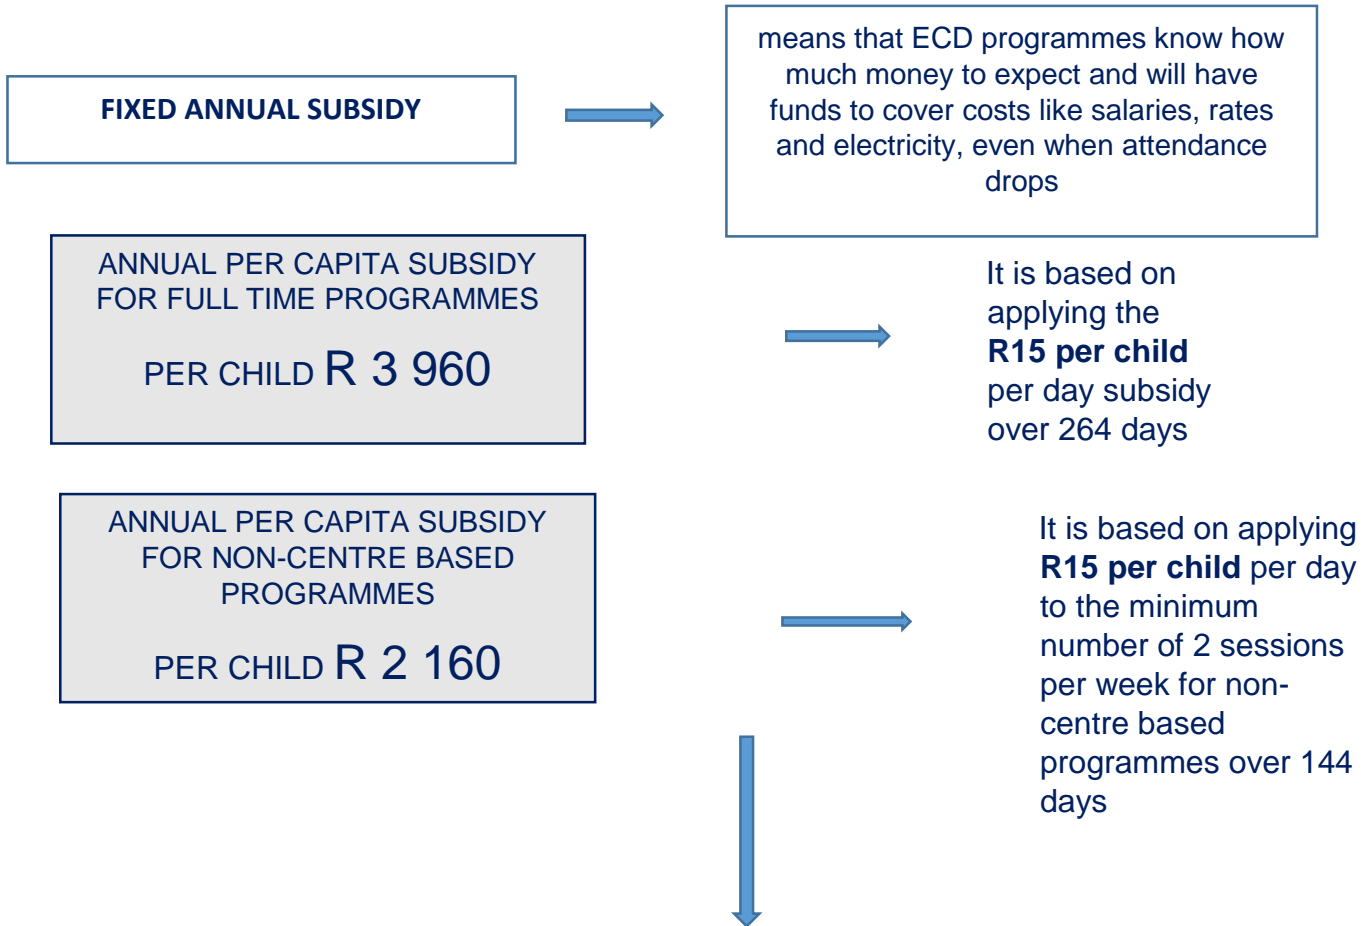 FIXED ANNUAL SUBSIDY
means that ECD programmes know how
much money to expect and will have
funds to cover costs like salaries, rates
and electricity, even when attendance
drops
ANNUAL PER CAPITA SUBSIDY
FOR FULL TIME PROGRAMMES
PER CHILD R 3 960
It is based on
applying the
R15 per child
per day subsidy
over 264 days
ANNUAL PER CAPITA SUBSIDY
FOR NON-CENTRE BASED
PROGRAMMES
PER CHILD R 2 160
It is based on applying
R15 per child per day
to the minimum
number of 2 sessions
per week for non-
centre based
programmes over 144
days